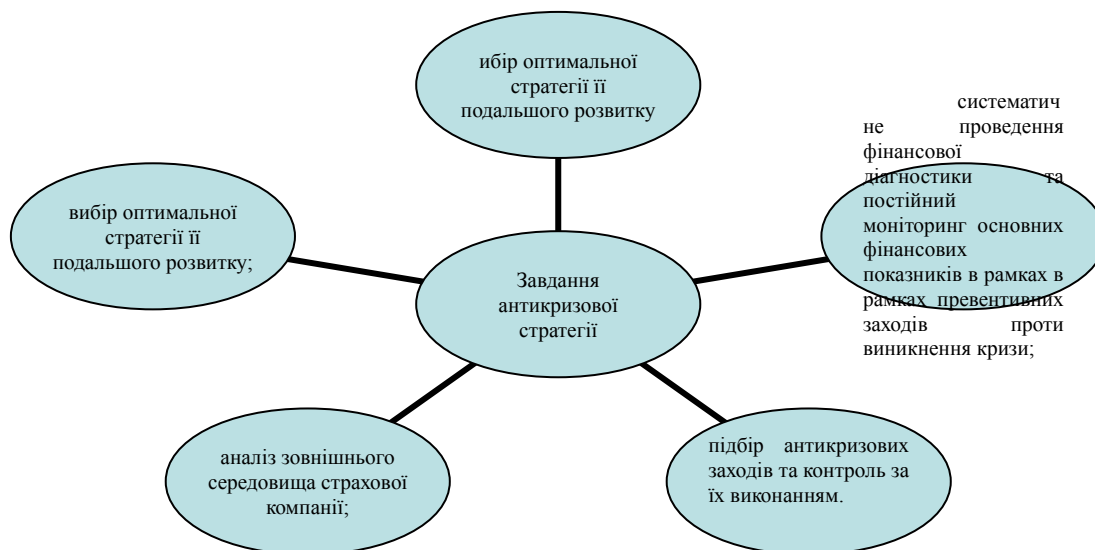 ибір оптимальної
стратегії її
подальшого розвитку
систематич
не проведення
фінансової
діагностики та
постійний
моніторинг основних
фінансових
показників в рамках в
рамках превентивних
заходів проти
виникнення кризи;
вибір оптимальної
стратегії її
подальшого розвитку;
Завдання
антикризової
стратегії
аналіз зовнішнього
середовища страхової
компанії;
підбір антикризових
заходів та контроль за
їх виконанням.